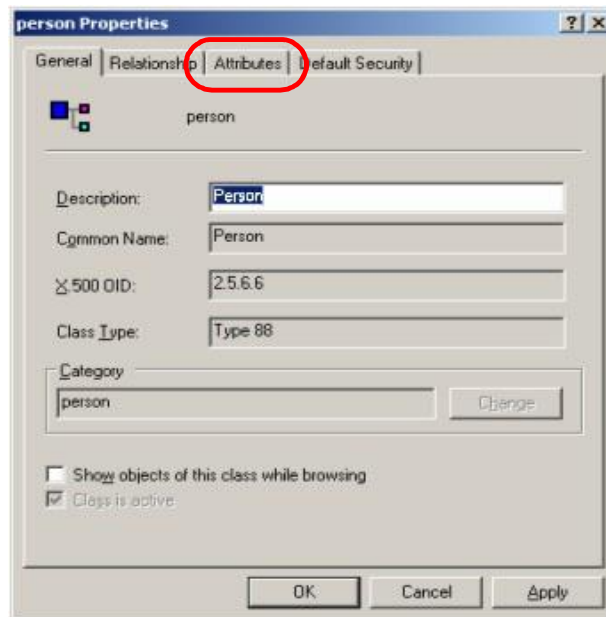 person Properties
General Relationship Attributes Default Security
person
Description: Person
Common Name: Person
X.500 OID: 2.5.6.6
Class Type: Type 88
Category
person Change
Show objects of this class while browsing
Class is active
OK Cancel Apply